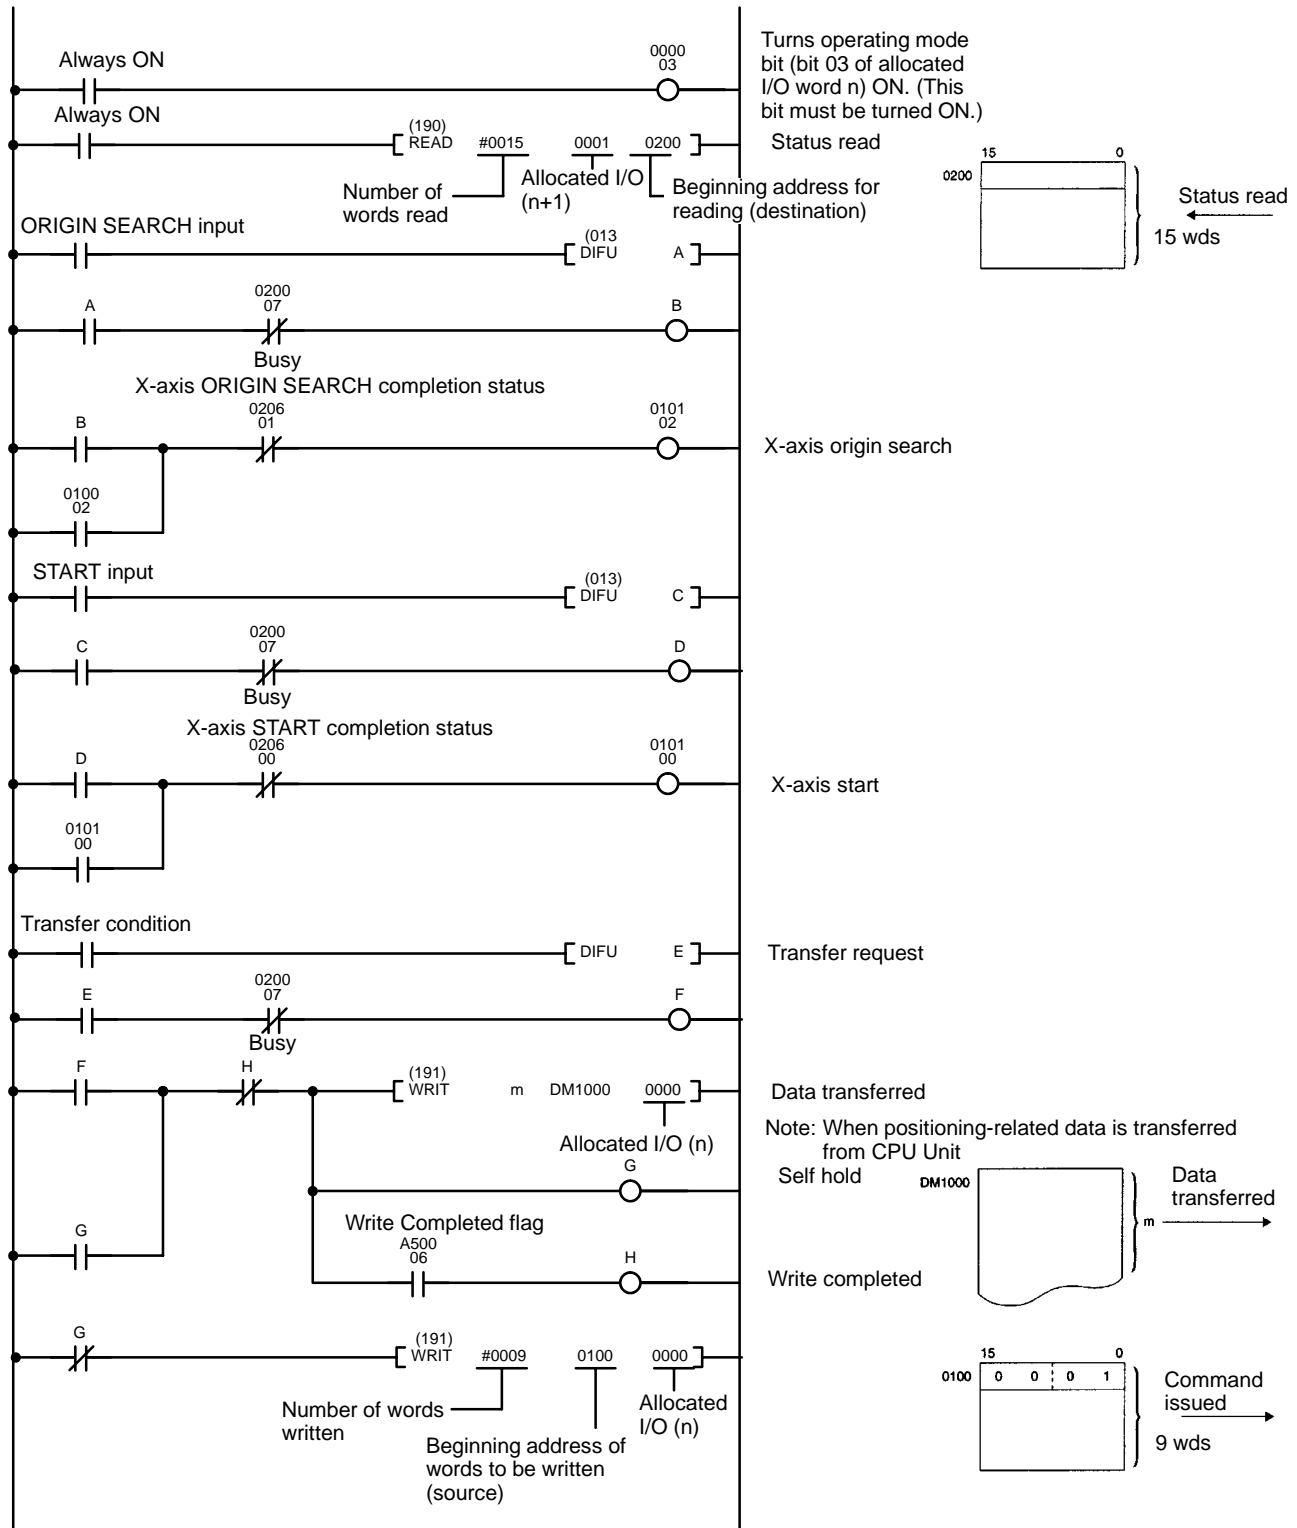 Always ON
0000
03
Turns operating mode
bit (bit 03 of allocated
I/O word n) ON. (This
bit must be turned ON.)
Always ON
(190)
READ #0015 0001 0200
Status read
Number of
words read
Allocated I/O
(n+1)
Beginning address for
reading (destination)
15 0
0200
Status read
15 wds
ORIGIN SEARCH input
(013
DIFU A
A
0200
07
B
Busy
X-axis ORIGIN SEARCH completion status
B
0206
01
0101
02
X-axis origin search
0100
02
START input
(013)
DIFU C
C
0200
07
D
Busy
X-axis START completion status
D
0206
00
0101
00
X-axis start
0101
00
Transfer condition
DIFU E
Transfer request
E
0200
07
F
Busy
F
H
(191)
WRIT m DM1000 0000
Data transferred
Allocated I/O (n)
Note: When positioning-related data is transferred
from CPU Unit
G
Self hold
DM1000
m
Data
transferred
G
Write Completed flag
A500
06
H
Write completed
G
(191)
WRIT #0009 0100 0000
Number of words
written
Beginning address of
words to be written
(source)
Allocated
I/O (n)
15 0
0100 0 0 0 1
Command
issued
9 wds